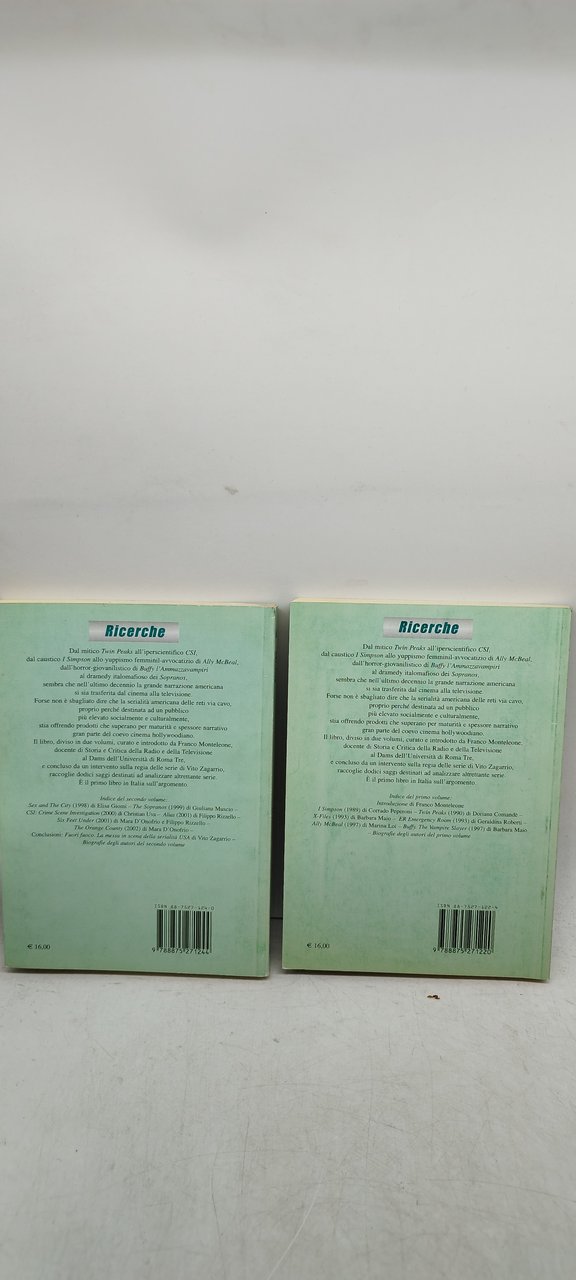 Ricerche
Dal mitico Twin Peaks all'iperscientifico CSI,
dal caustico I Simpson allo yuppismo femminil-avvocatizio di Ally McBeal,
dall'horror-giovanilistico di Buffy l'Ammazzavampiri
al dramedy italomafioso dei Sopranos,
sembra che nell'ultimo decennio la grande narrazione americana
si sia trasferita dal cinema alla televisione.
Forse non è sbagliato dire che la serialità americana delle reti via cavo,
proprio perché destinata ad un pubblico
più elevato socialmente e culturalmente,
stia offrendo prodotti che superano per maturità e spessore narrativo
gran parte del coevo cinema hollywoodiano.
Il libro, diviso in due volumi, curato e introdotto da Franco Monteleone,
docente di Storia e Critica della Radio e della Televisione
al Dams dell'Università di Roma Tre,
e concluso da un intervento sulla regia delle serie di Vito Zagarrio,
raccoglie dodici saggi destinati ad analizzare altrettante serie.
È il primo libro in Italia sull'argomento.
Indice del secondo volume:
Sex and The City (1998) di Elisa Giomi – The Sopranos (1999) di Giuliana Muscio –
CSI: Crime Scene Investigation (2000) di Christian Uva – Alias (2001) di Filippo Rizzello –
Six Feet Under (2001) di Mara D'Onofrio e Filippo Rizzello –
The Orange County (2002) di Mara D'Onofrio –
Conclusioni: Fuori fuoco. La messa in scena della serialità USA di Vito Zagarrio –
Biografie degli autori del secondo volume
ISBN 88-7527-124-0
€ 16,00
9 788875 271244
Ricerche
Dal mitico Twin Peaks all'iperscientifico CSI,
dal caustico I Simpson allo yuppismo femminil-avvocatizio di Ally McBeal,
dall'horror-giovanilistico di Buffy l'Ammazzavampiri
al dramedy italomafioso dei Sopranos,
sembra che nell'ultimo decennio la grande narrazione americana
si sia trasferita dal cinema alla televisione.
Forse non è sbagliato dire che la serialità americana delle reti via cavo,
proprio perché destinata ad un pubblico
più elevato socialmente e culturalmente,
stia offrendo prodotti che superano per maturità e spessore narrativo
gran parte del coevo cinema hollywoodiano.
Il libro, diviso in due volumi, curato e introdotto da Franco Monteleone,
docente di Storia e Critica della Radio e della Televisione
al Dams dell'Università di Roma Tre,
e concluso da un intervento sulla regia delle serie di Vito Zagarrio,
raccoglie dodici saggi destinati ad analizzare altrettante serie.
È il primo libro in Italia sull'argomento.
Indice del primo volume:
Introduzione di Franco Monteleone
I Simpson (1989) di Corrado Peperoni – Twin Peaks (1990) di Doriana Comandè –
X-Files (1993) di Barbara Maio – ER Emergency Room (1993) di Geraldina Roberti –
Ally McBeal (1997) di Marina Loi – Buffy The Vampire Slayer (1997) di Barbara Maio
Biografie degli autori del primo volume
ISBN 88-7527-122-4
€ 16,00
9 788875 271220